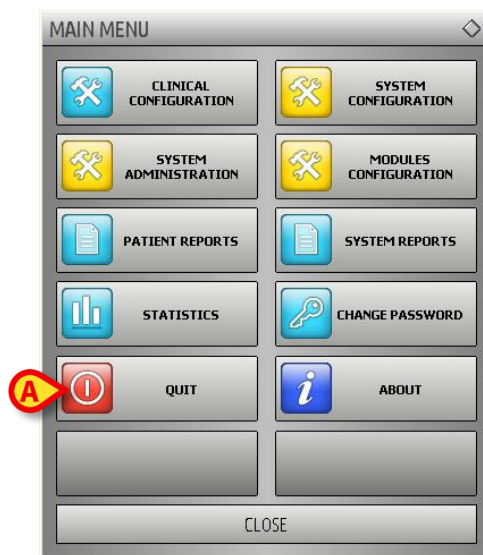 MAIN MENU
CLINICAL
CONFIGURATION
SYSTEM
CONFIGURATION
SYSTEM
ADMINISTRATION
MODULES
CONFIGURATION
PATIENT REPORTS
SYSTEM REPORTS
STATISTICS
CHANGE PASSWORD
A
QUIT
i
ABOUT
CLOSE